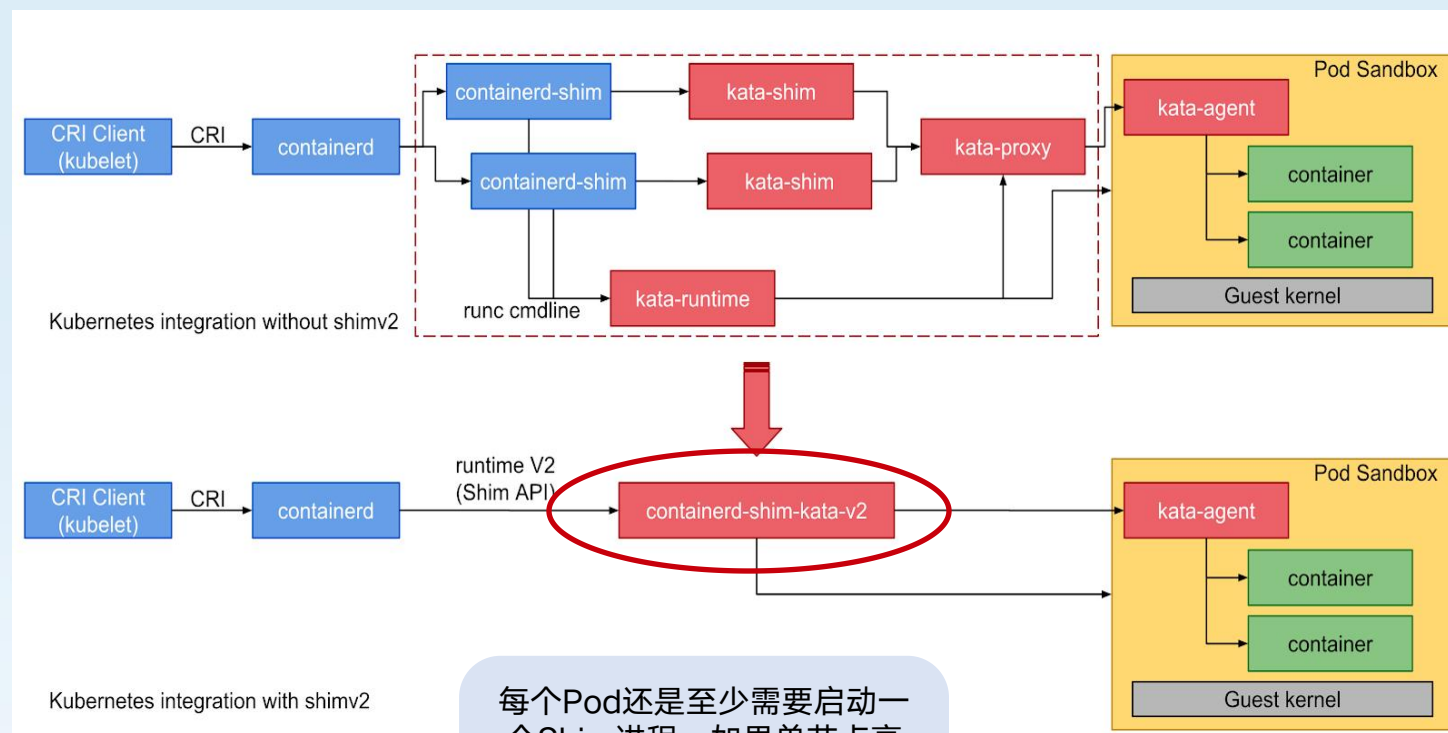 Pod Sandbox
containerd-shim
kata-shim
kata-agent
CRI Client
(kubelet)
CRI
containerd
kata-proxy
containerd-shim
kata-shim
container
container
kata-runtime
runc cmdline
Guest kernel
Kubernetes integration without shimv2
runtime V2
(Shim API)
Pod Sandbox
CRI Client
(kubelet)
CRI
containerd
containerd-shim-kata-v2
kata-agent
container
container
Kubernetes integration with shimv2
Guest kernel
每个Pod还是至少需要启动一